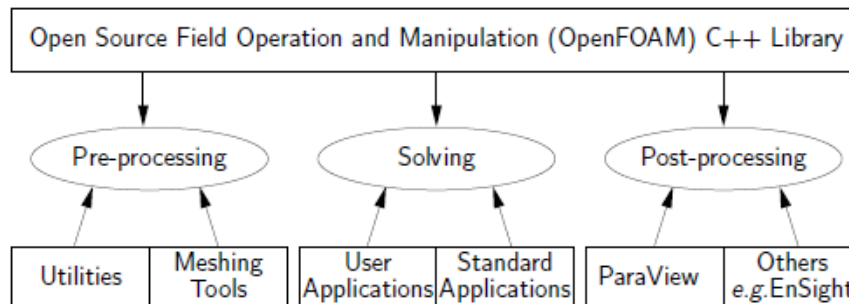 Open Source Field Operation and Manipulation (OpenFOAM) C++ Library
Pre-processing
Solving
Post-processing
Utilities
Meshing
Tools
User
Applications
Standard
Applications
ParaView
Others
e.g.EnSight